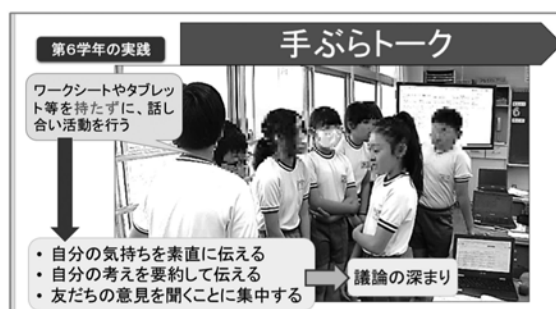 第6学年の実践
手ぶらトーク
ワークシートやタブレッ
ト等を持たずに、話し
合い活動を行う
・ 自分の気持ちを素直に伝える
・ 自分の考えを要約して伝える
・ 友だちの意見を聞くことに集中する
議論の深まり